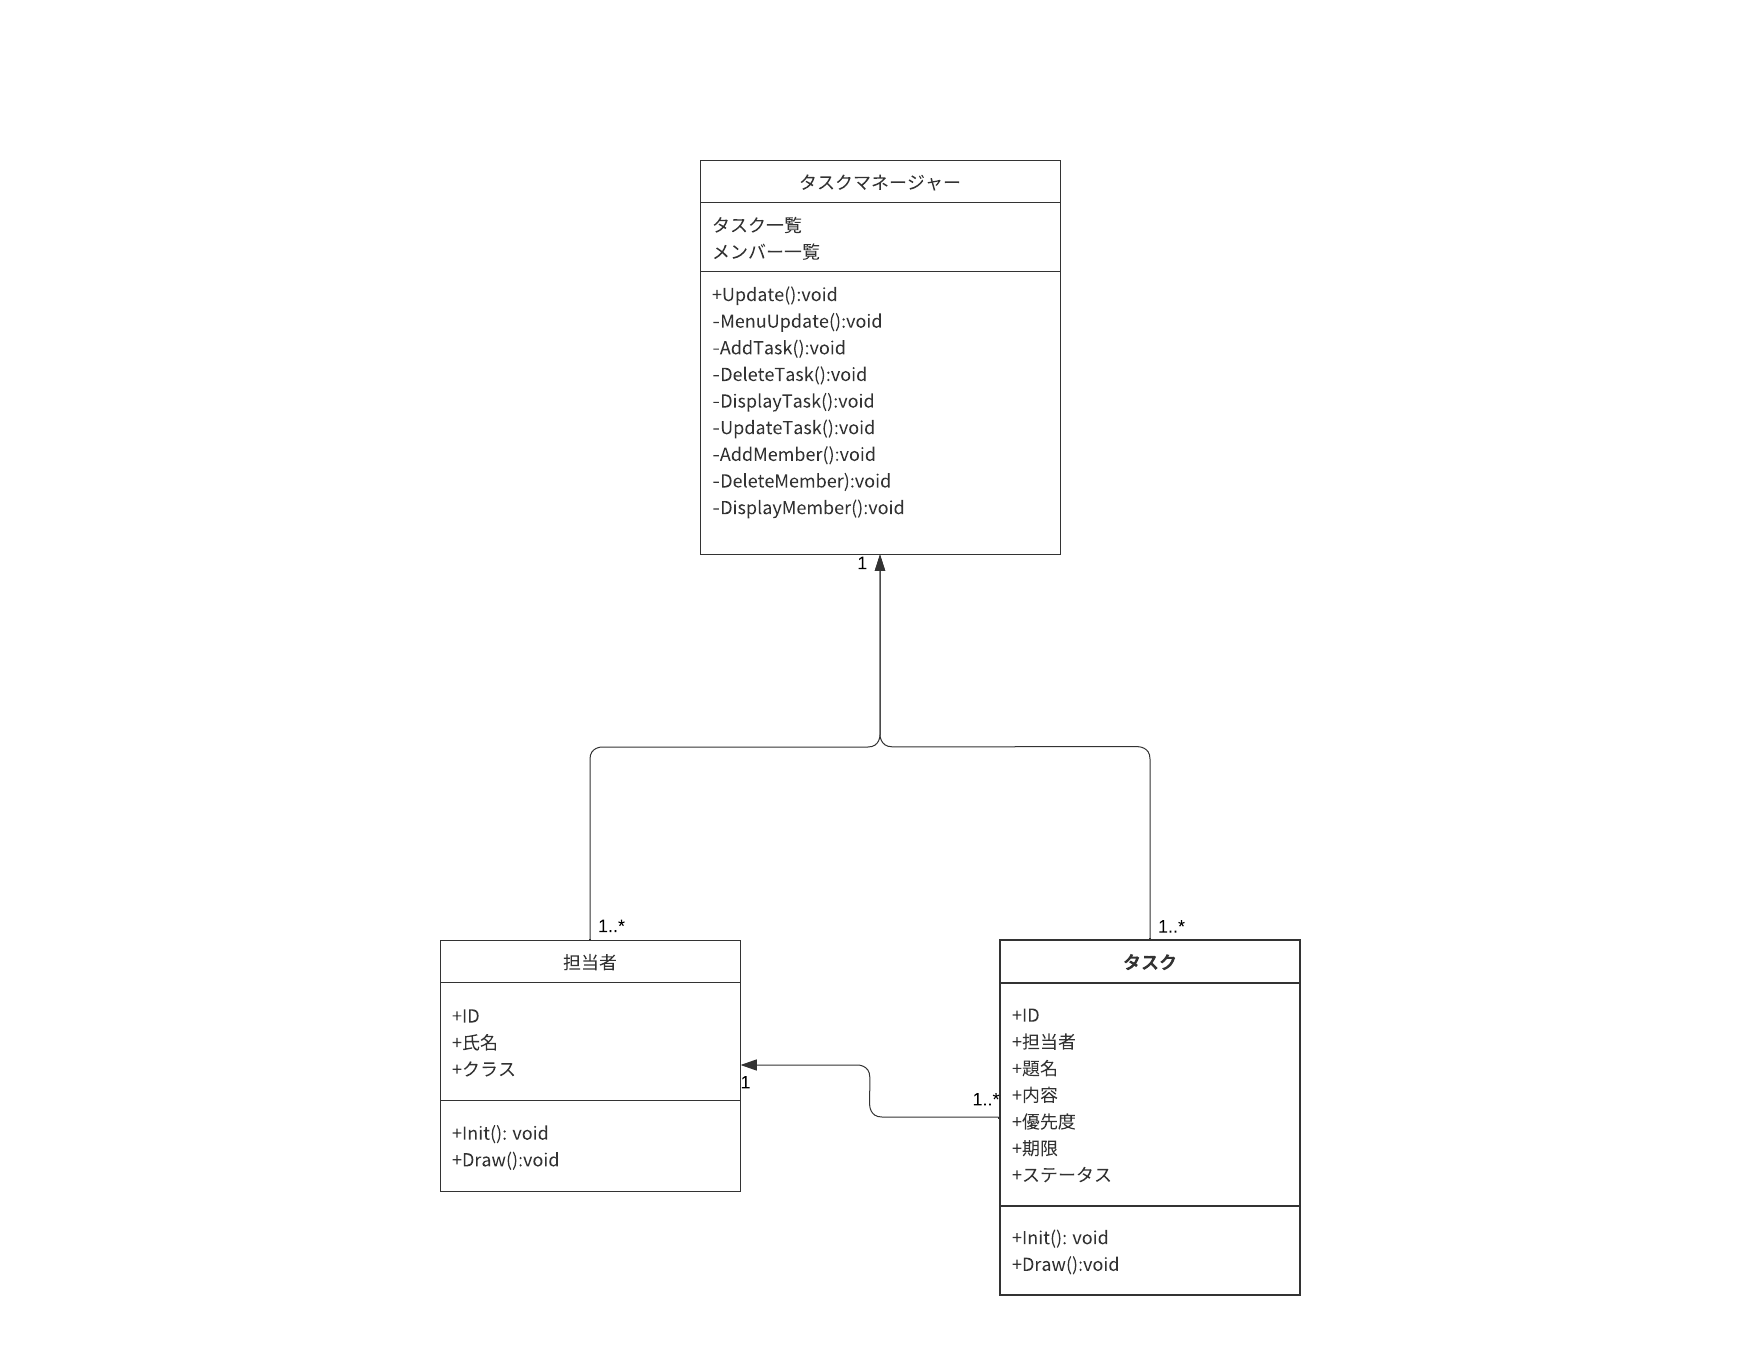 タスクマネージャー
タスク一覧
メンバー一覧
+Update():void
-MenuUpdate():void
-AddTask():void
-DeleteTask():void
-DisplayTask():void
-UpdateTask():void
-AddMember():void
-DeleteMember):void
-DisplayMember():void
1
1..*
1..*
担当者
+ID
+氏名
+クラス
+Init(): void
+Draw():void
1
1..*
タスク
+ID
+担当者
+題名
+内容
+優先度
+期限
+ステータス
+Init(): void
+Draw():void